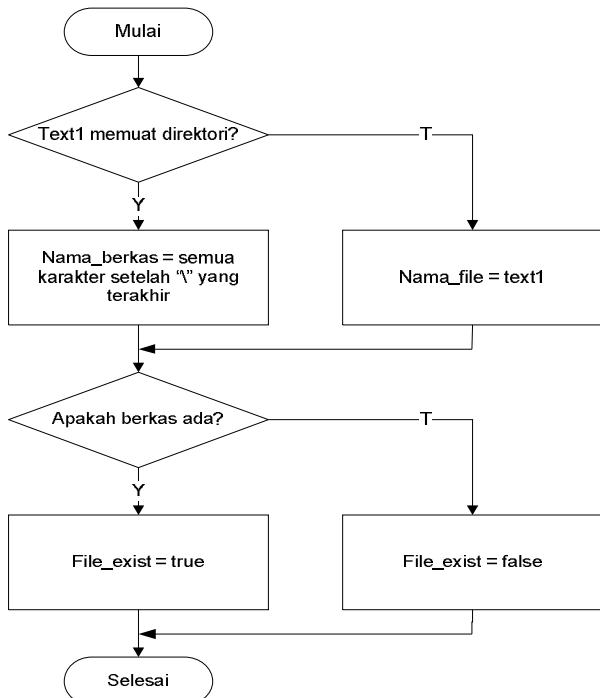 Mulai
Text1 memuat direktori?
T
Y
Nama_berkas = semua
karakter setelah “\” yang
terakhir
Nama_file = text1
Apakah berkas ada?
T
Y
File_exist = true
File_exist = false
Selesai